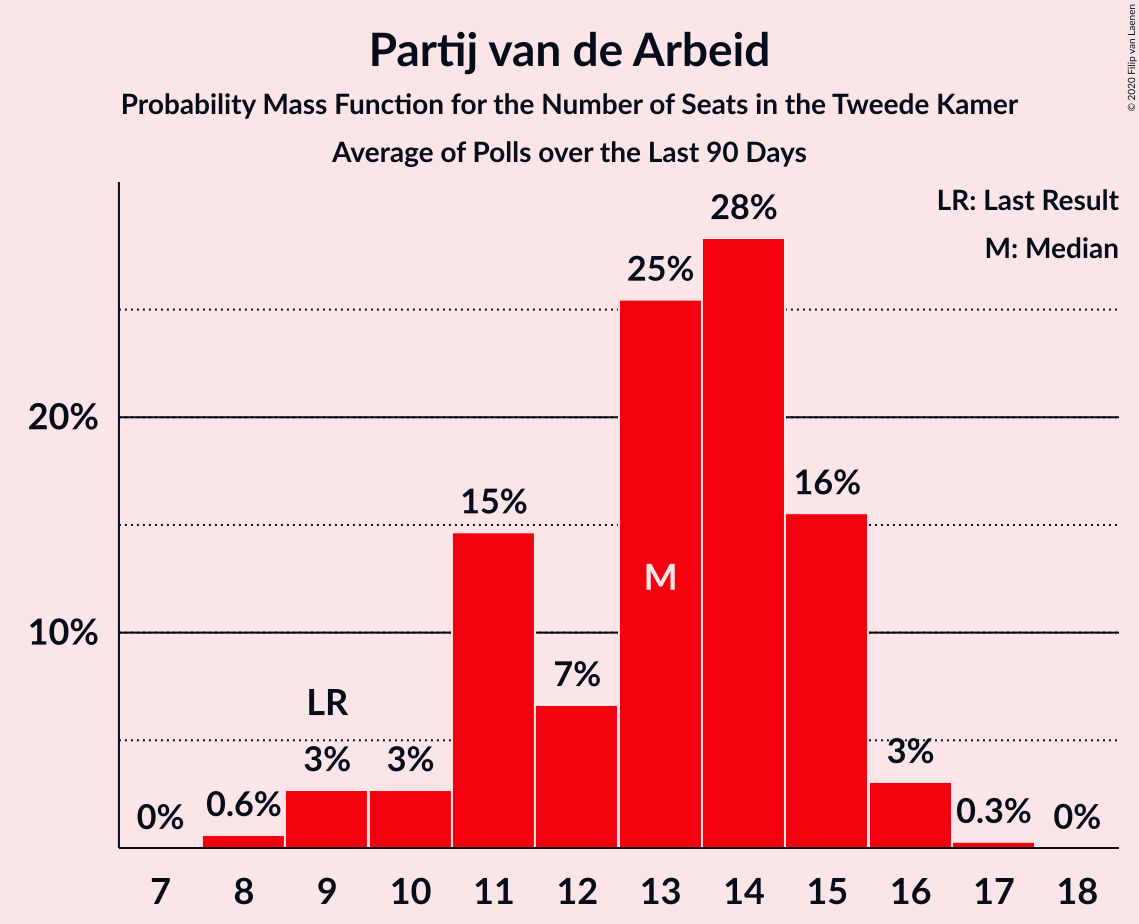 Partij van de Arbeid
Probability Mass Function for the Number of Seats in the Tweede Kamer
Average of Polls over the Last 90 Days
© 2020 Filip van Laenen
LR: Last Result
M: Median
28%
25%
20%
16%
15%
M
10%
7%
LR
3%
3%
3%
0%
0.6%
0.3%
0%
7 8 9 10 11 12 13 14 15 16 17 18